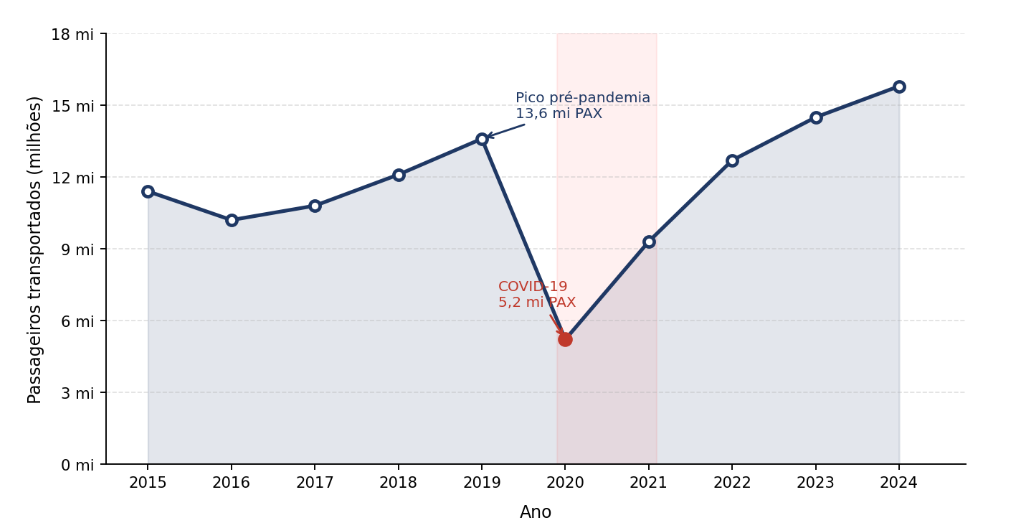 18 mi
15 mi
12 mi
9 mi
6 mi
3 mi
0 mi
Passageiros transportados (milhões)
Pico pré-pandemia
13,6 mi PAX
COVID-19
5,2 mi PAX
2015 2016 2017 2018 2019 2020 2021 2022 2023 2024
Ano